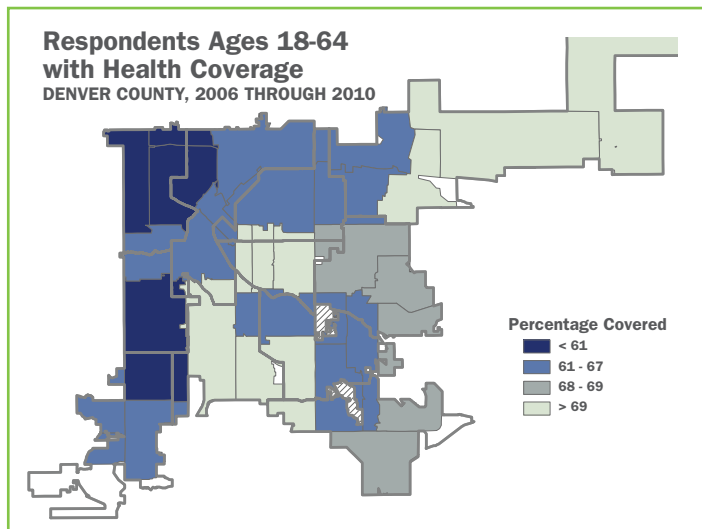 Respondents Ages 18-64
with Health Coverage
DENVER COUNTY, 2006 THROUGH 2010
Percentage Covered
< 61
61 - 67
68 - 69
> 69